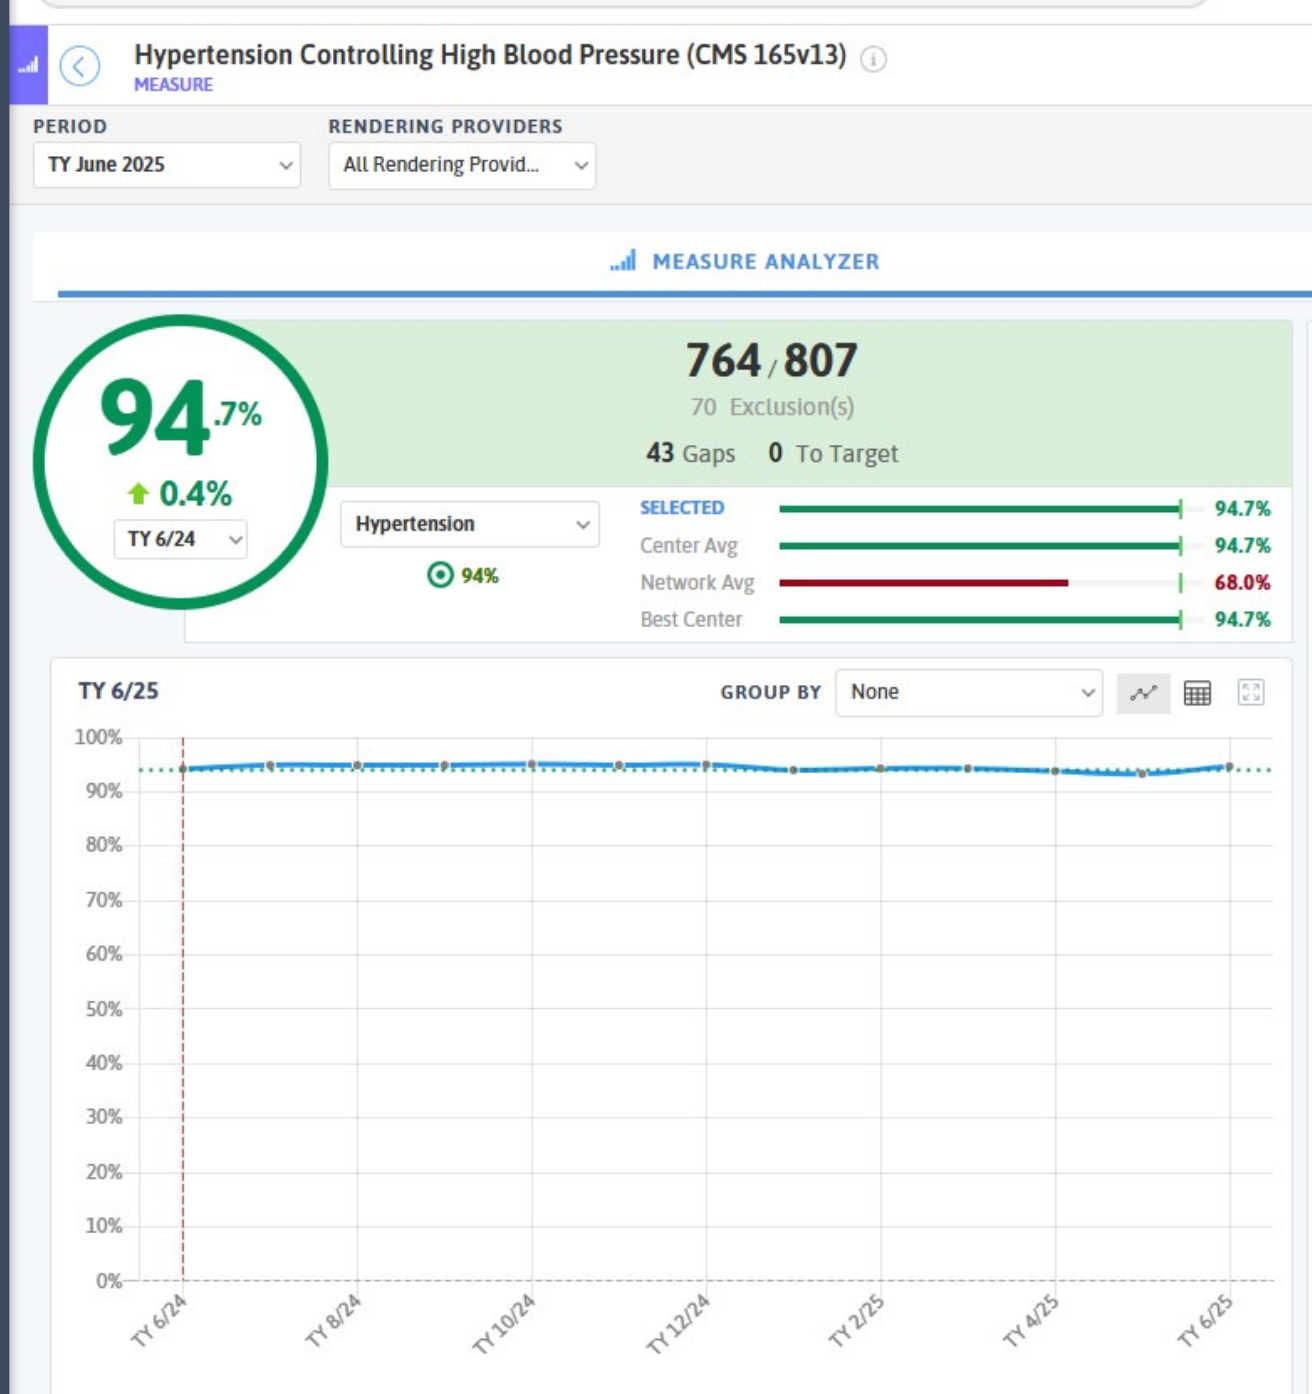 Hypertension Controlling High Blood Pressure (CMS 165v13)
MEASURE
PERIOD
RENDERING PROVIDERS
TY June 2025
All Rendering Provid...
MEASURE ANALYZER
94.7%
0.4%
TY 6/24
764 / 807
70 Exclusion(s)
43 Gaps 0 To Target
Hypertension
94%
SELECTED 94.7%
Center Avg 94.7%
Network Avg 68.0%
Best Center 94.7%
TY 6/25
GROUP BY
None
100%
90%
80%
70%
60%
50%
40%
30%
20%
10%
0%
TY 6/24
TY 8/24
TY 10/24
TY 12/24
TY 2/25
TY 4/25
TY 6/25